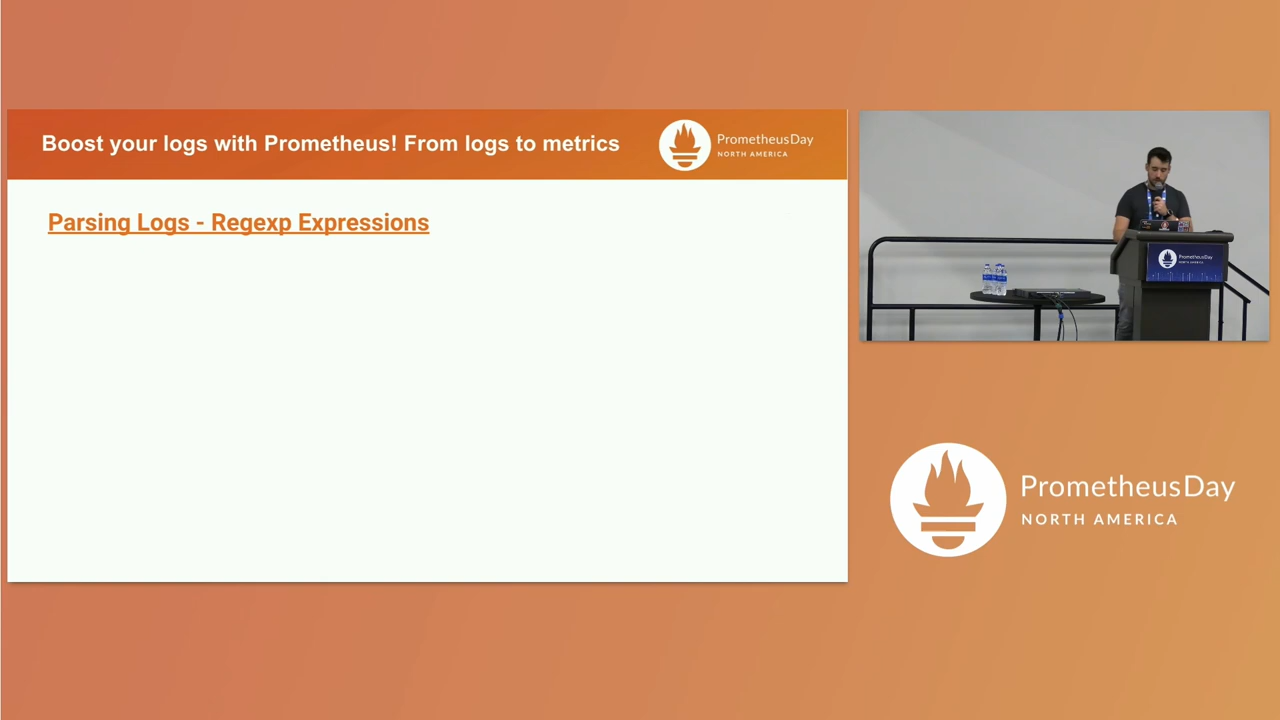 Boost your logs with Prometheus! From logs to metrics
PrometheusDay
NORTH AMERICA
Parsing Logs - Regexp Expressions
PrometheusDay
PrometheusDay
NORTH AMERICA